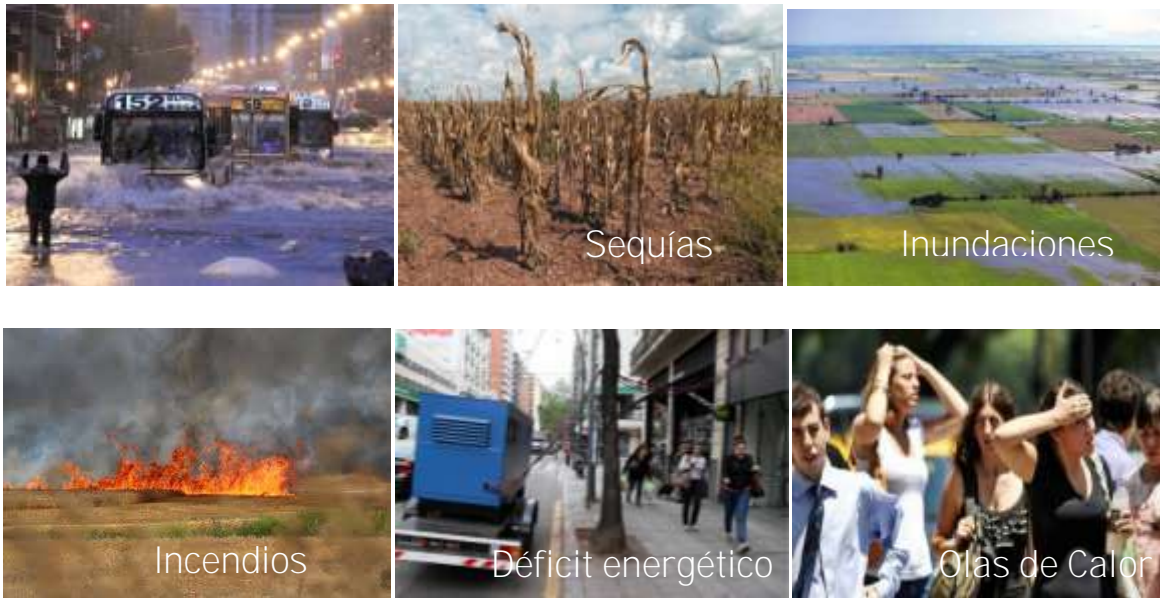 152
Sequías
Inundaciones
Incendios
Déficit energético
Olas de Calor